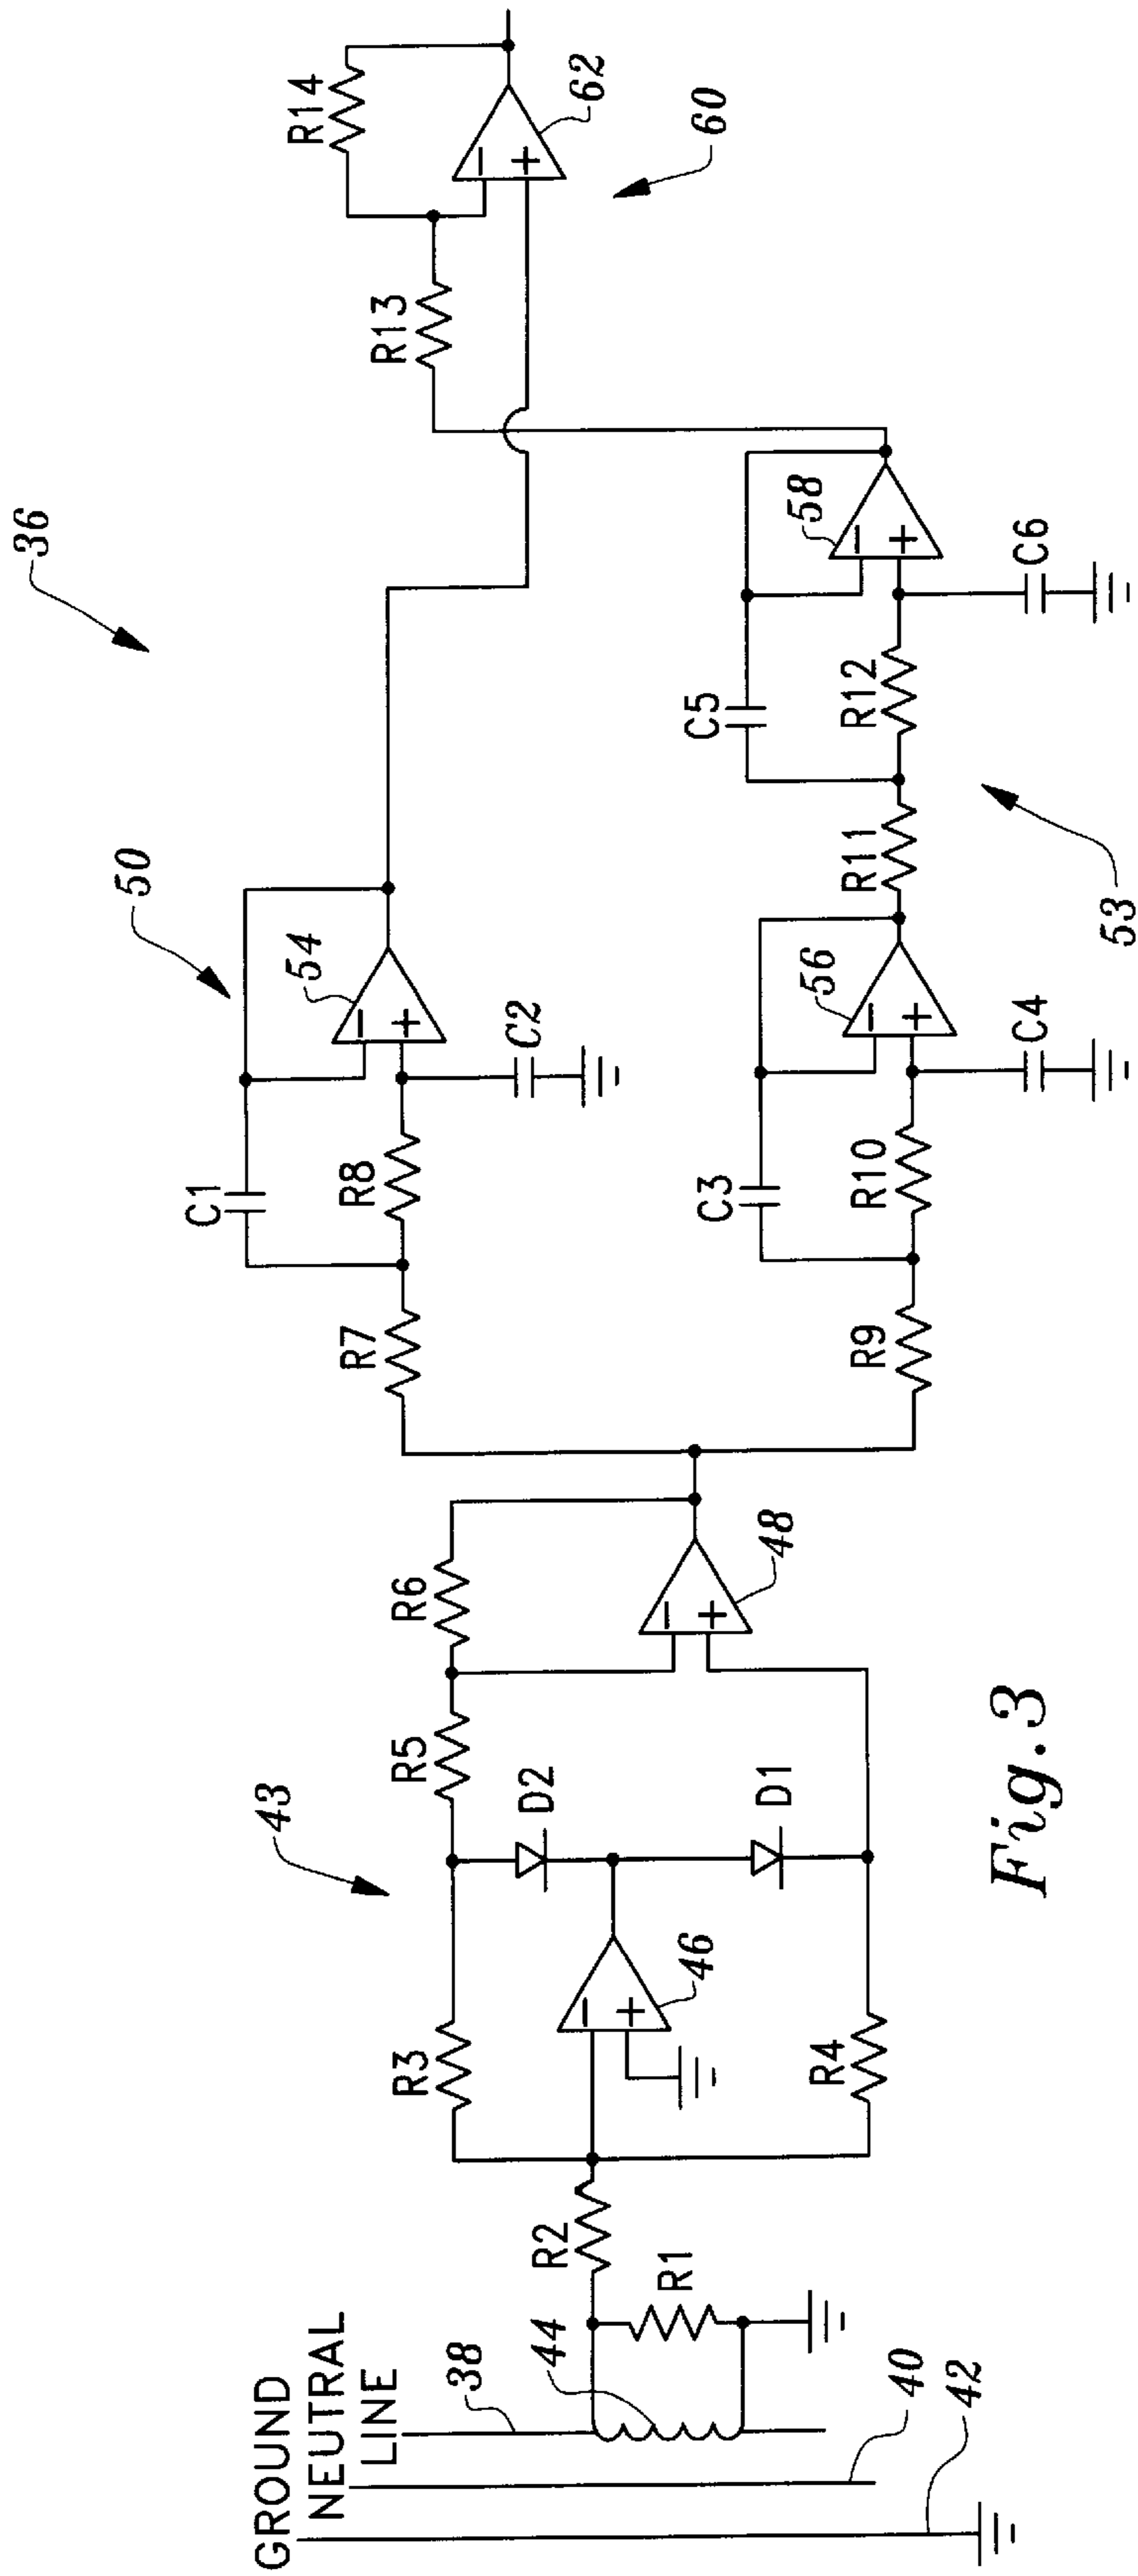 36
R14
62
60
R13
50
C1
54
R8
R7
C2
58
C5
R12
R11
C6
53
56
C3
R10
R9
C4
43
R6
R5
48
D2
D1
R3
46
R4
R2
R1
44
GROUND
NEUTRAL
LINE
38
40
42
Fig.3